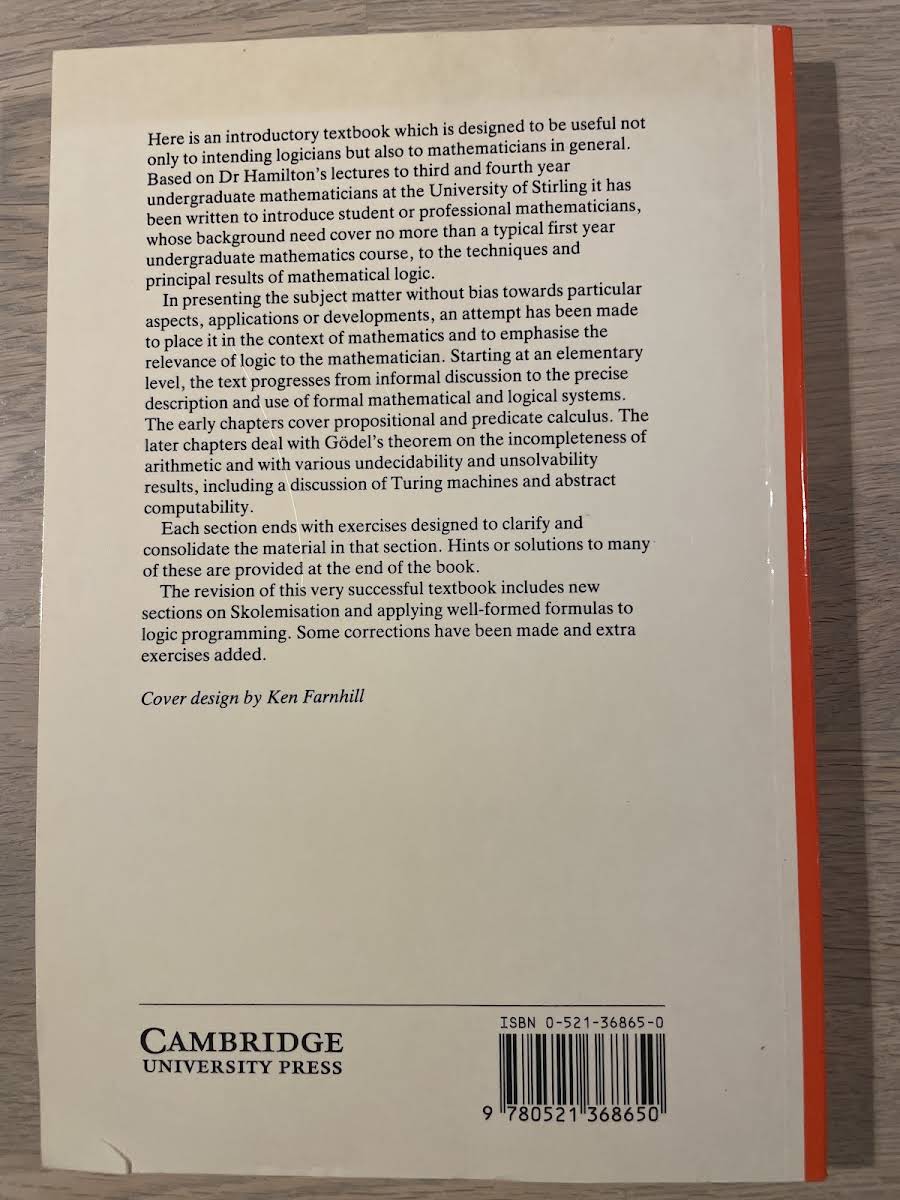 Here is an introductory textbook which is designed to be useful not
only to intending logicians but also to mathematicians in general.
Based on Dr Hamilton's lectures to third and fourth year
undergraduate mathematicians at the University of Stirling it has
been written to introduce student or professional mathematicians,
whose background need cover no more than a typical first year
undergraduate mathematics course, to the techniques and
principal results of mathematical logic.
In presenting the subject matter without bias towards particular
aspects, applications or developments, an attempt has been made
to place it in the context of mathematics and to emphasise the
relevance of logic to the mathematician. Starting at an elementary
level, the text progresses from informal discussion to the precise
description and use of formal mathematical and logical systems.
The early chapters cover propositional and predicate calculus. The
later chapters deal with Gödel's theorem on the incompleteness of
arithmetic and with various undecidability and unsolvability
results, including a discussion of Turing machines and abstract
computability.
Each section ends with exercises designed to clarify and
consolidate the material in that section. Hints or solutions to many
of these are provided at the end of the book.
The revision of this very successful textbook includes new
sections on Skolemisation and applying well-formed formulas to
logic programming. Some corrections have been made and extra
exercises added.
Cover design by Ken Farnhill
CAMBRIDGE
UNIVERSITY PRESS
ISBN 0-521-36865-0
9 780521 368650